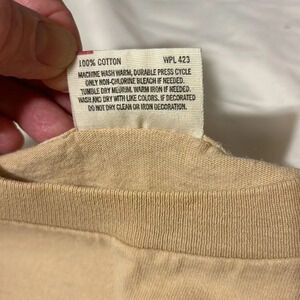 100% COTTON WPL 423
MACHINE WASH WARM, DURABLE PRESS CYCLE
ONLY NON-CHLORINE BLEACH IF NEEDED.
TUMBLE DRY MEDIUM. WARM IRON IF NEEDED.
WASH AND DRY WITH LIKE COLORS. IF DECORATED
DO NOT DRY CLEAN OR IRON DECORATION.